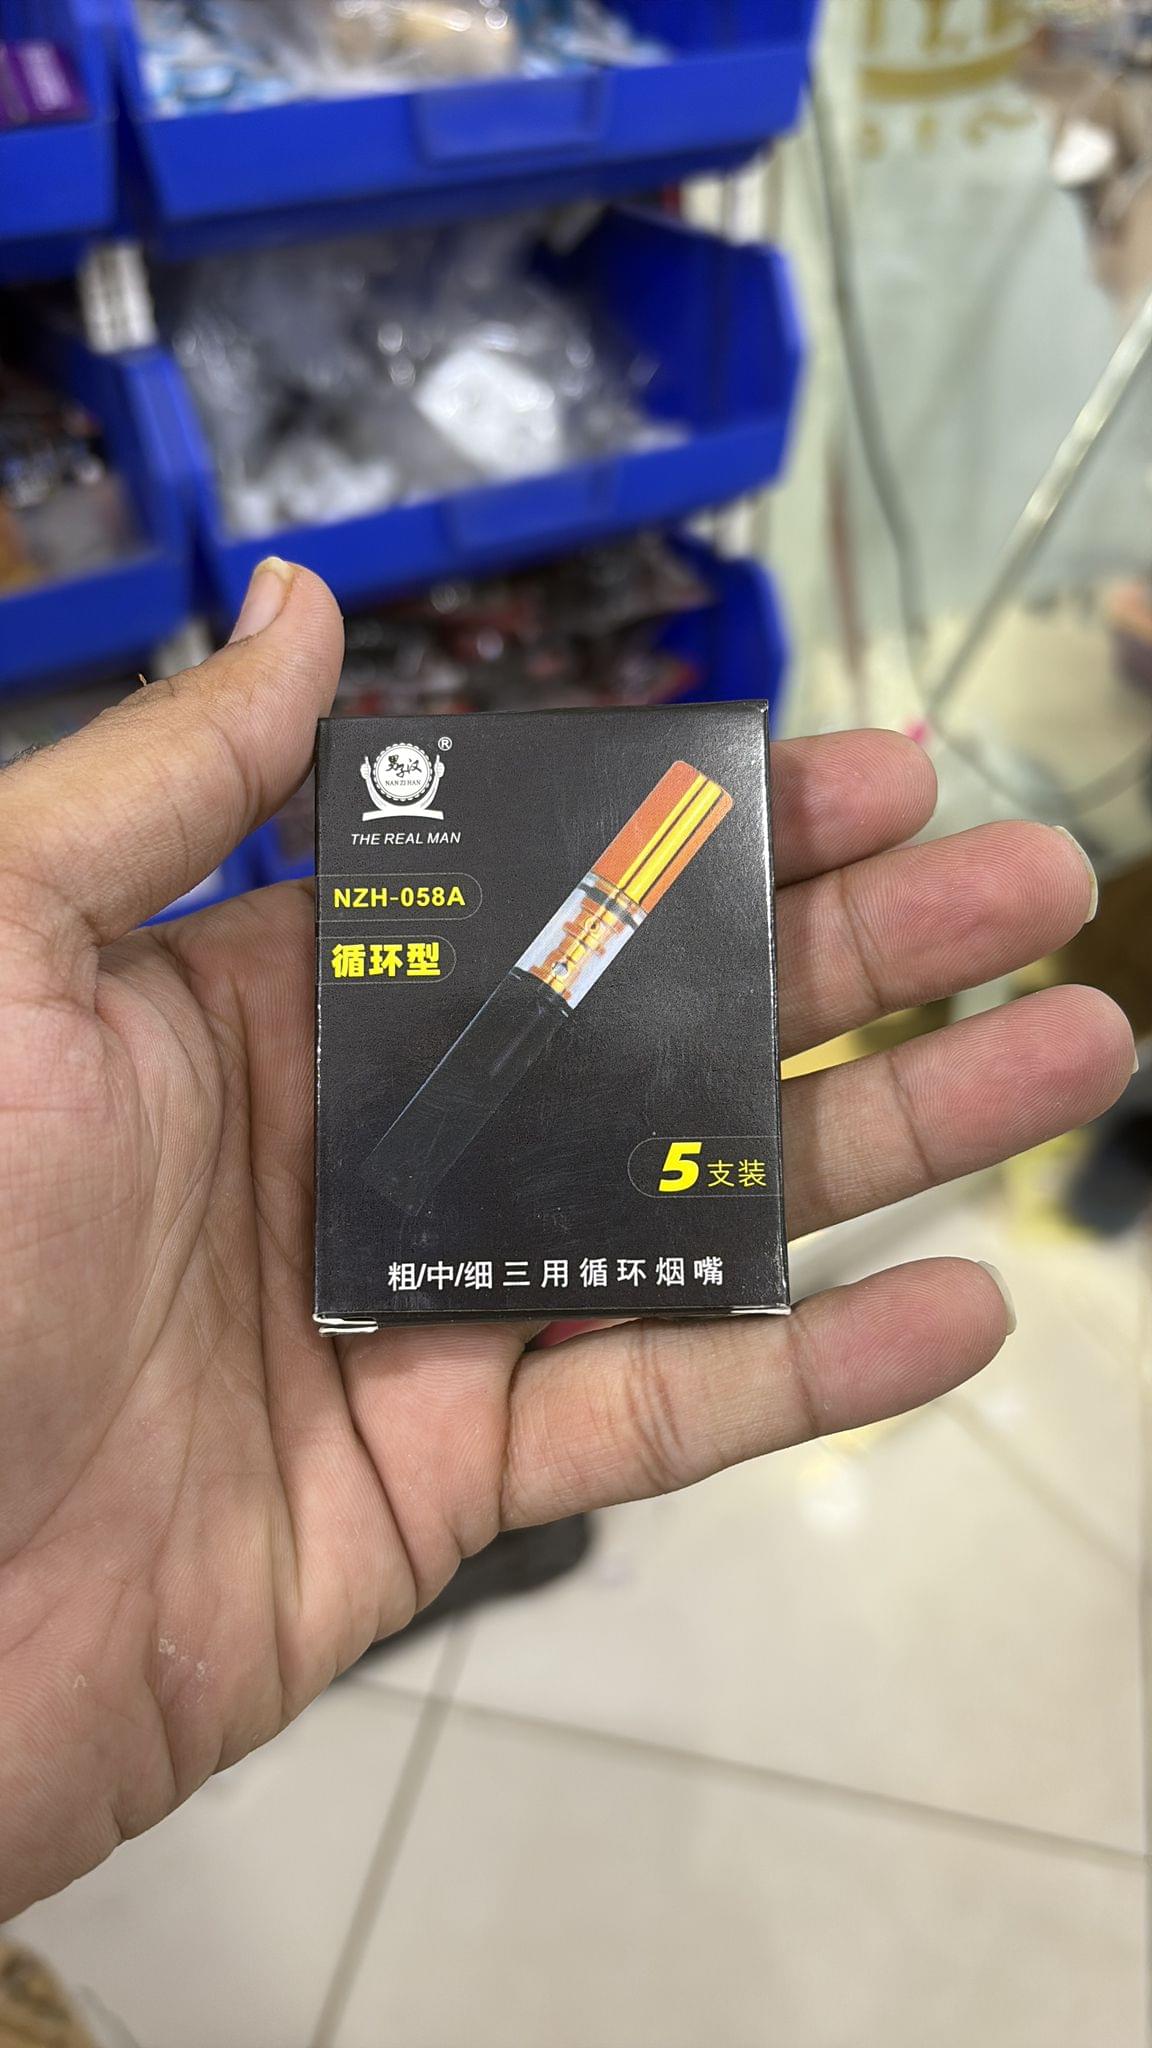 ®
男子汉
NAN ZI HAN
THE REAL MAN
NZH-058A
循环型
5支装
粗/中/细三用循环烟嘴